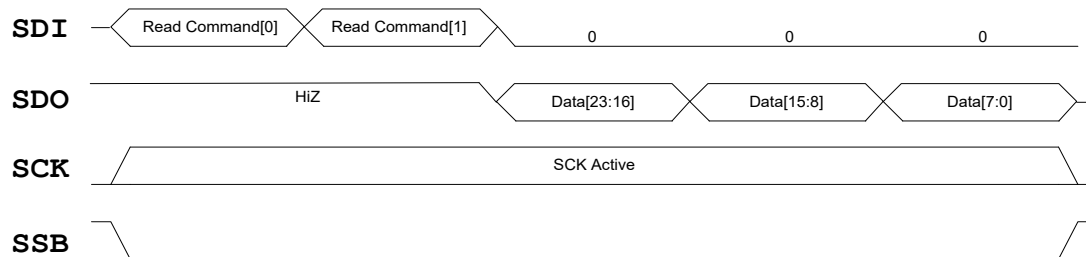 SDI Read Command[0] Read Command[1] 0 0 0
SDO HiZ Data[23:16] Data[15:8] Data[7:0]
SCK SCK Active
SSB